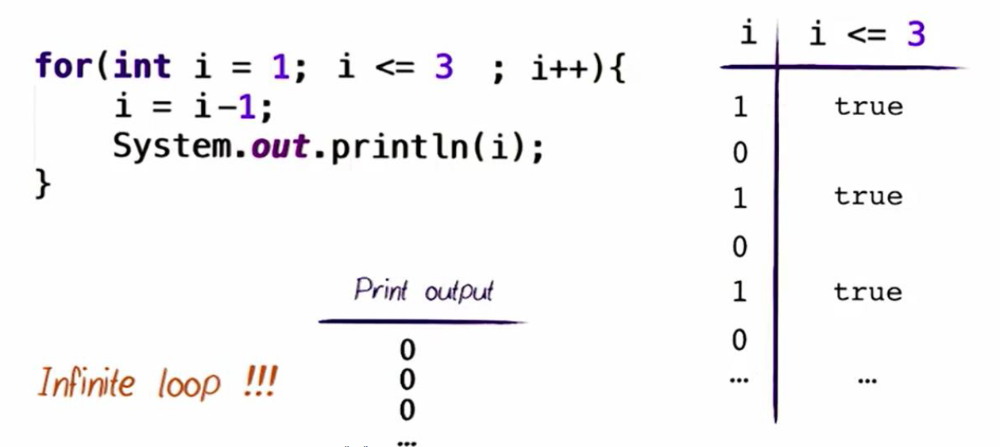 for(int i = 1; i <= 3 ; i++){
i = i-1;
System.out.println(i);
}
i i <= 3
1 true
0
1 true
0
1 true
0
... ...
Print output
0
0
0
...
Infinite loop !!!